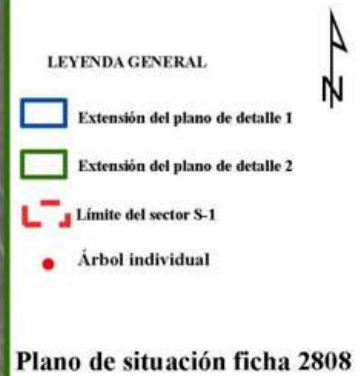 N
LEYENDA GENERAL
Extensión del plano de detalle 1
Extensión del plano de detalle 2
Límite del sector S-1
Árbol individual
Plano de situación ficha 2808